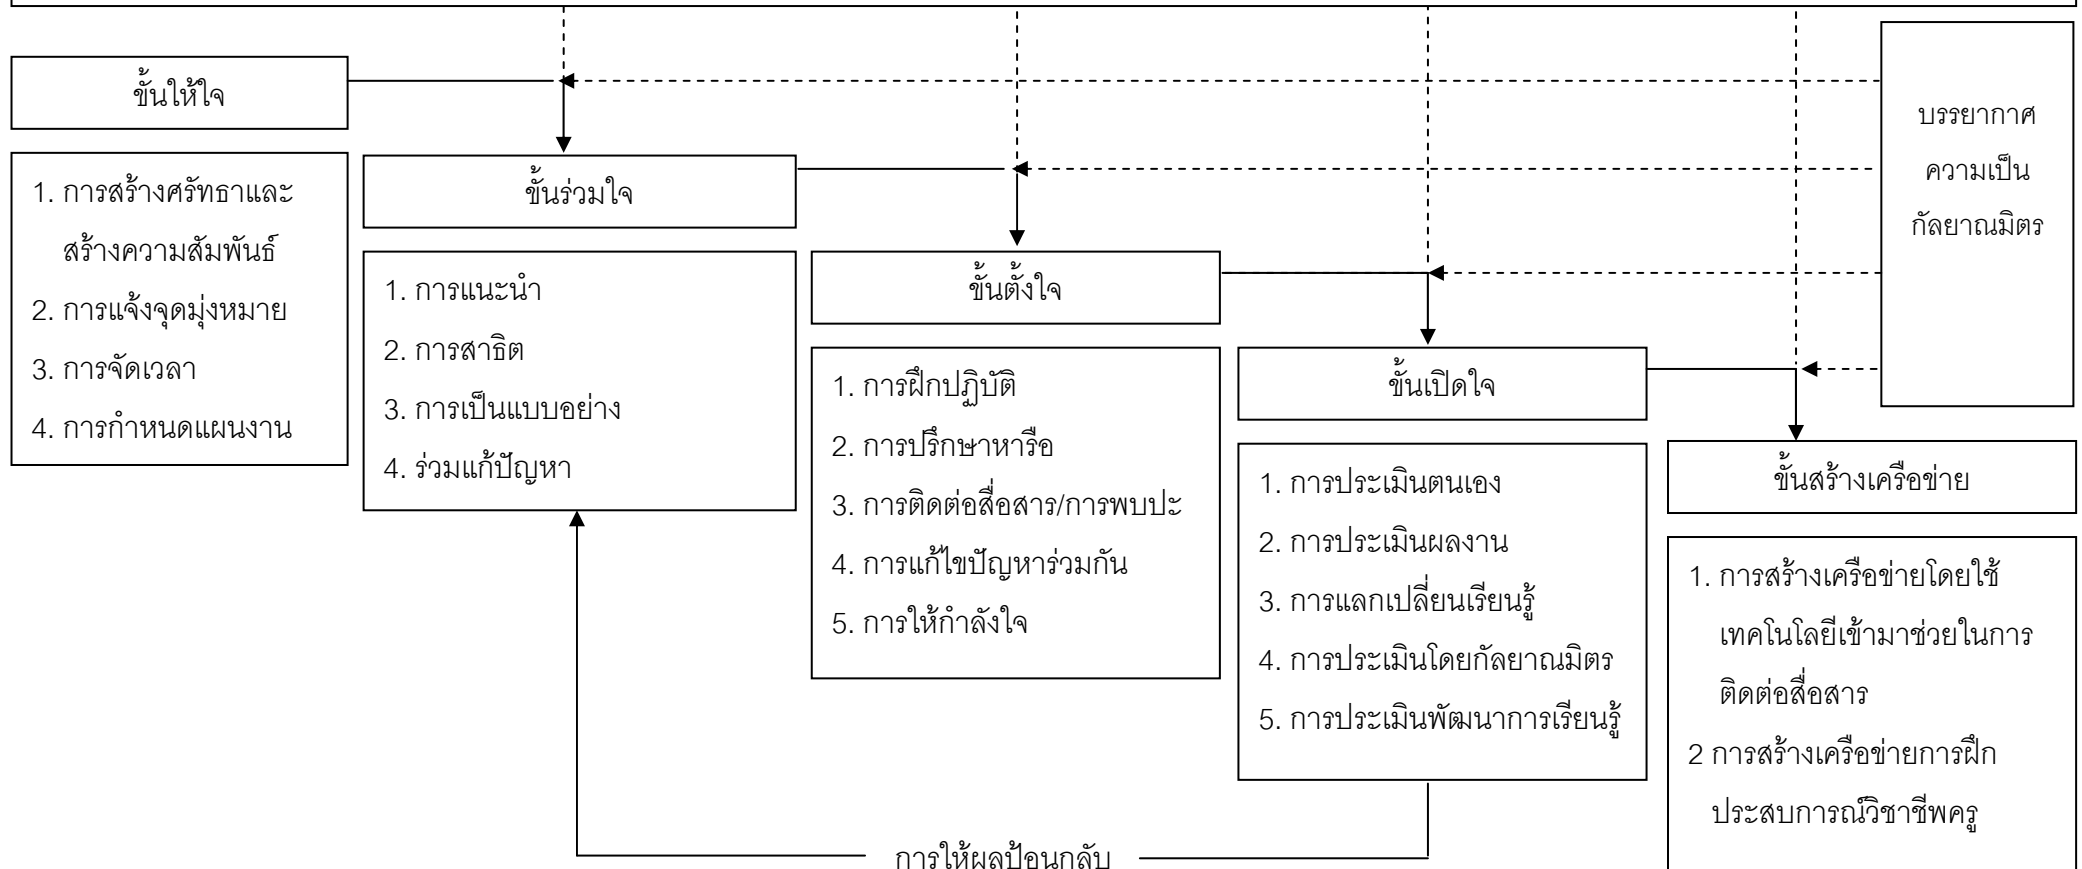 ขั้นให้ใจ
1. การสร้างศรัทธาและ
สร้างความสัมพันธ์
2. การแจ้งจุดมุ่งหมาย
3. การจัดเวลา
4. การกำหนดแผนงาน
ขั้นร่วมใจ
1. การแนะนำ
2. การสาธิต
3. การเป็นแบบอย่าง
4. ร่วมแก้ปัญหา
ขั้นตั้งใจ
1. การฝึกปฏิบัติ
2. การปรึกษาหารือ
3. การติดต่อสื่อสาร/การพบปะ
4. การแก้ไขปัญหาร่วมกัน
5. การให้กำลังใจ
ขั้นเปิดใจ
1. การประเมินตนเอง
2. การประเมินผลงาน
3. การแลกเปลี่ยนเรียนรู้
4. การประเมินโดยกัลยาณมิตร
5. การประเมินพัฒนาการเรียนรู้
ขั้นสร้างเครือข่าย
1. การสร้างเครือข่ายโดยใช้
เทคโนโลยีเข้ามาช่วยในการ
ติดต่อสื่อสาร
2 การสร้างเครือข่ายการฝึก
ประสบการณ์วิชาชีพครู
บรรยากาศ
ความเป็น
กัลยาณมิตร
การให้ผลป้อนกลับ